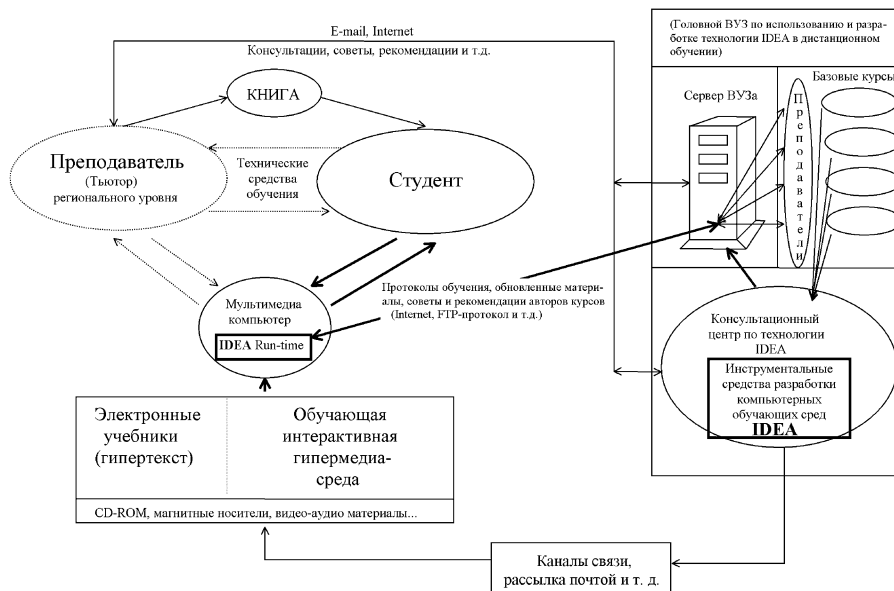 E-mail, Internet
Консультации, советы, рекомендации и т.д.
КНИГА
Преподаватель
(Тьютор)
регионального уровня
Технические
средства
обучения
Студент
Мультимедиа
компьютер
IDEA Run-time
Протоколы обучения, обновленные матери-
алы, советы и рекомендации авторов курсов
(Internet, FTP-протокол и т.д.)
Электронные
учебники
(гипертекст)
Обучающая
интерактивная
гипермедиа-
среда
CD-ROM, магнитные носители, видео-аудио материалы...
Каналы связи,
рассылка почтой и т. д.
(Головной ВУЗ по использованию и разра-
ботке технологии IDEA в дистанционном
обучении)
Сервер ВУЗа
Преподаватели
Базовые курсы
Консультационный
центр по технологии
IDEA
Инструментальные
средства разработки
компьютерных
обучающих сред
IDEA